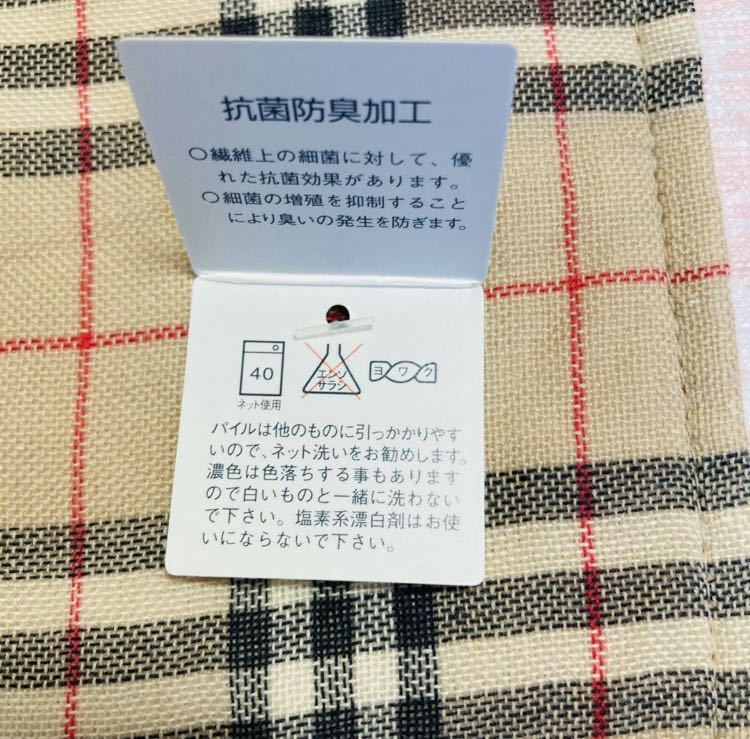 抗菌防臭加工
○繊維上の細菌に対して、優
れた抗菌効果があります。
○細菌の増殖を抑制すること
により臭いの発生を防ぎます。
40
エンソ
サラシ
ヨワク
ネット使用
パイルは他のものに引っかかりやす
いので、ネット洗いをお勧めします。
濃色は色落ちする事もあります
ので白いものと一緒に洗わない
で下さい。塩素系漂白剤はお使
いにならないで下さい。